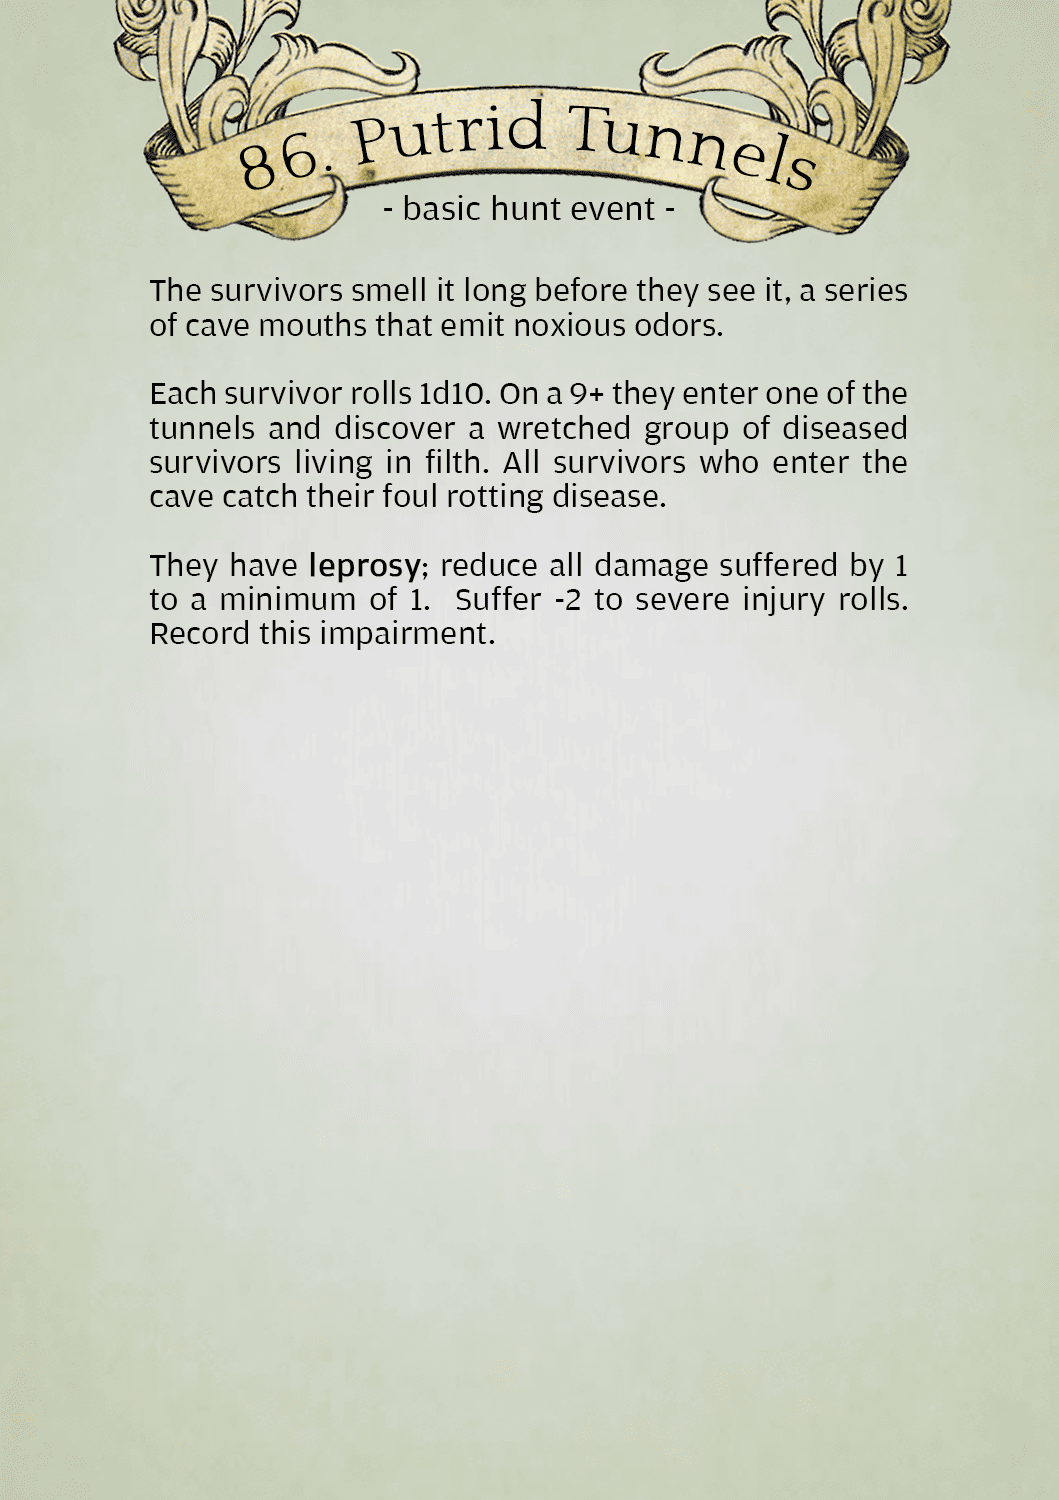 86. Putrid Tunnels
- basic hunt event -
The survivors smell it long before they see it, a series
of cave mouths that emit noxious odors.
Each survivor rolls 1d10. On a 9+ they enter one of the
tunnels and discover a wretched group of diseased
survivors living in filth. All survivors who enter the
cave catch their foul rotting disease.
They have leprosy; reduce all damage suffered by 1
to a minimum of 1.  Suffer -2 to severe injury rolls.
Record this impairment.